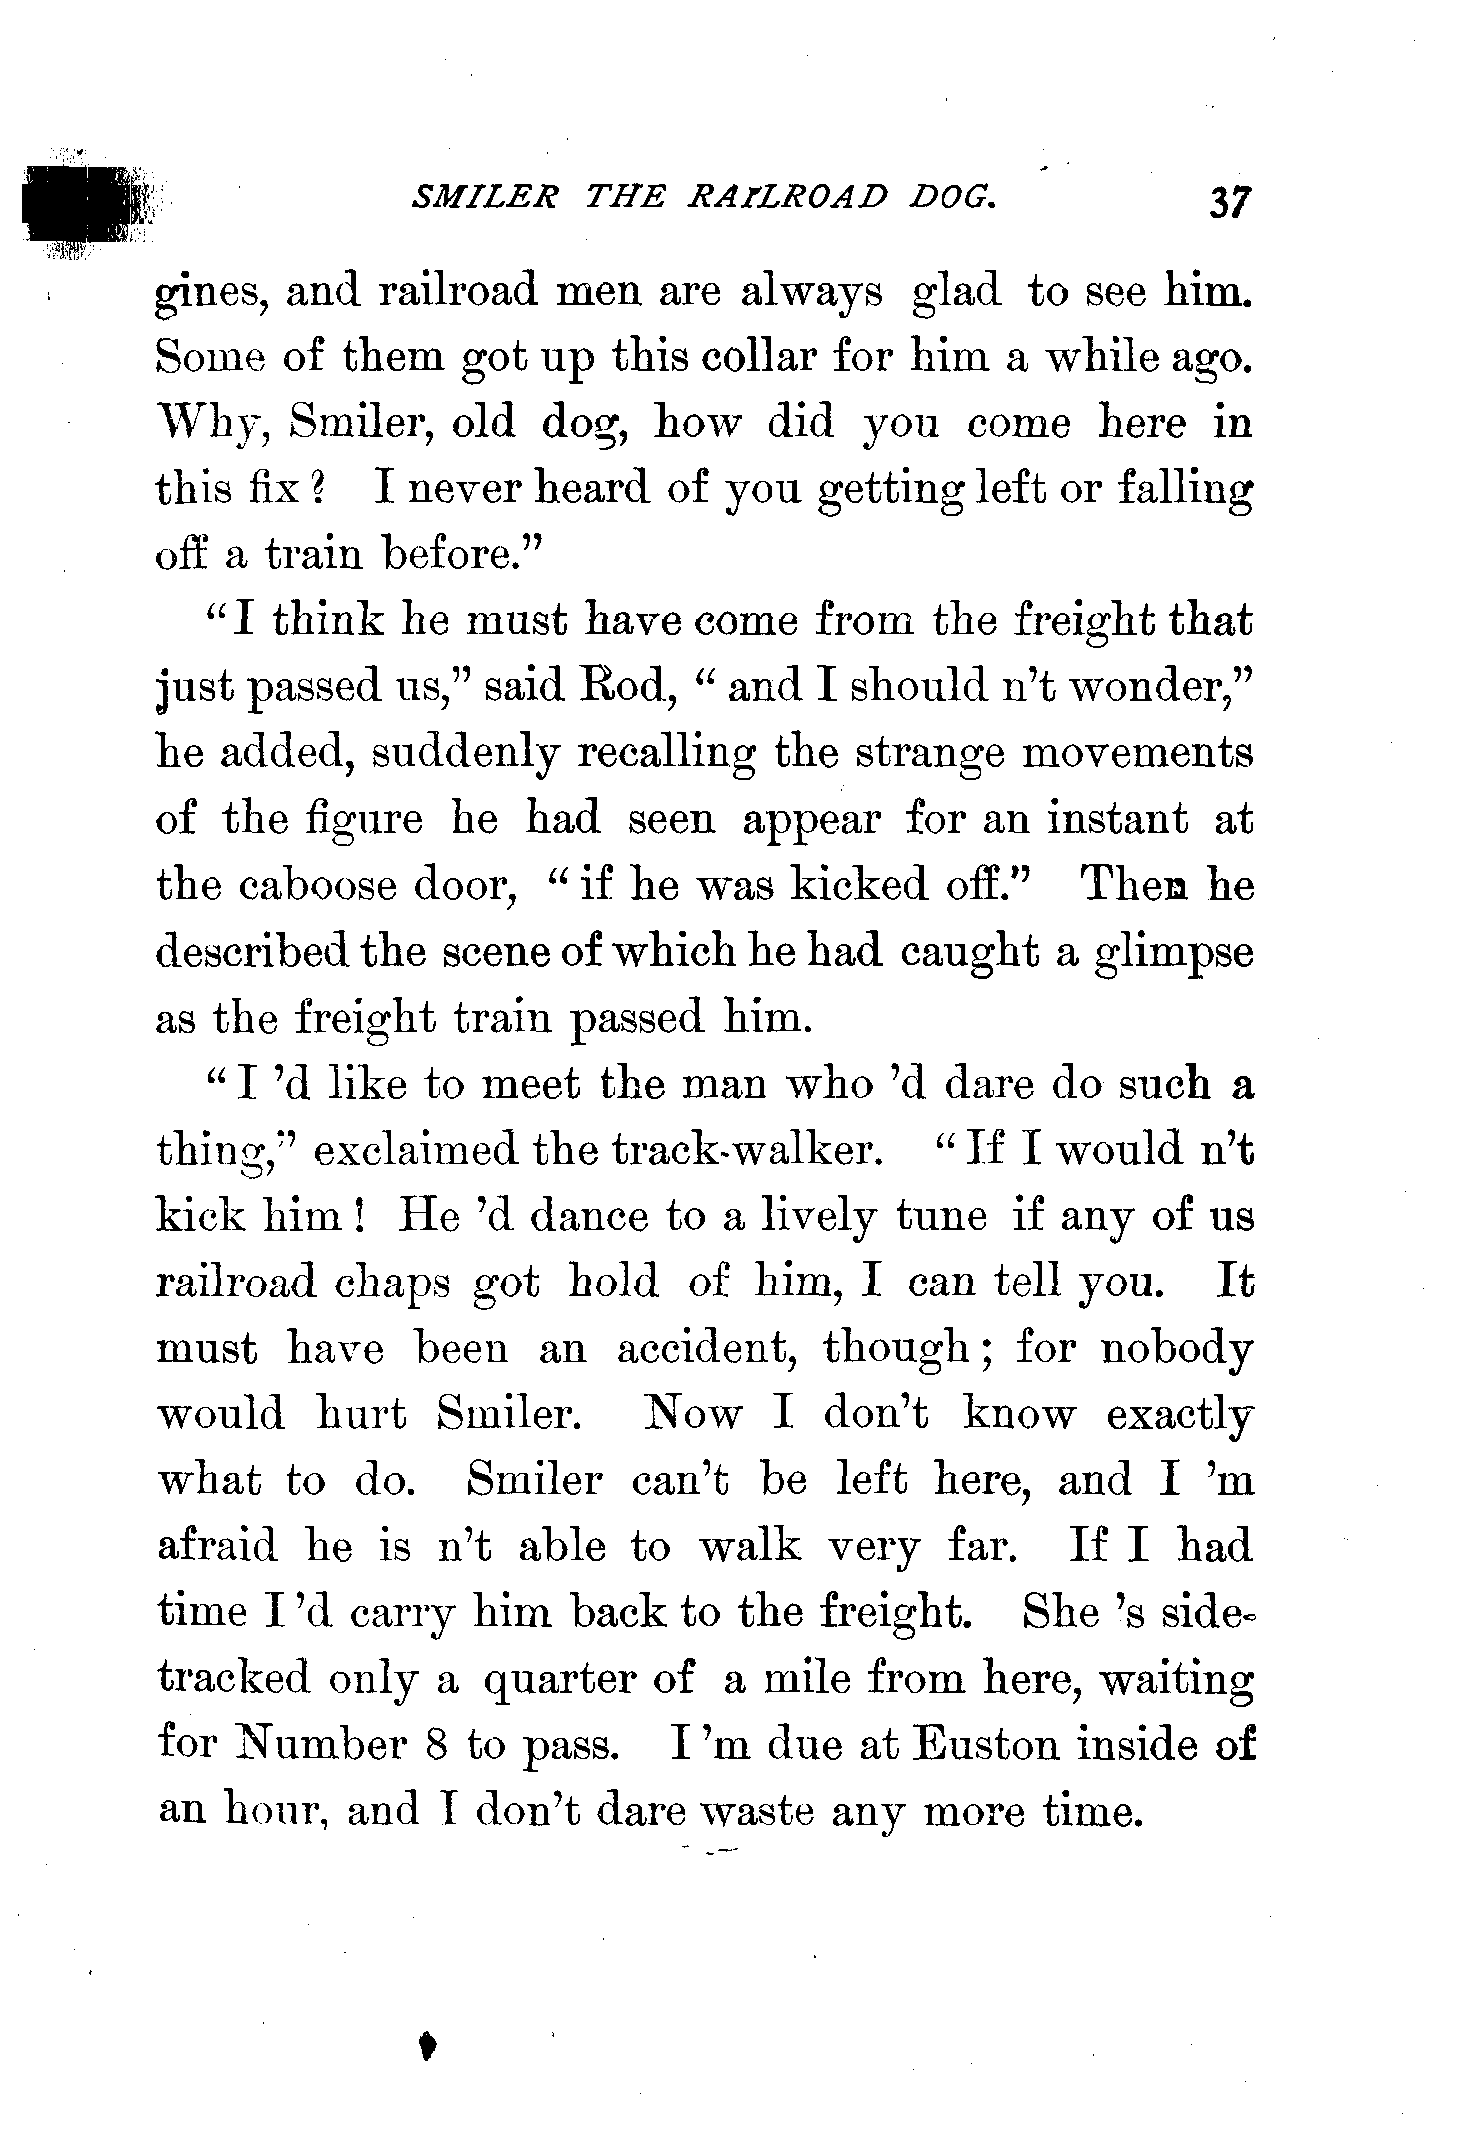 SMILER THE RAILROAD DOG. 37
gines, and railroad men are always glad to see him.
Some of them got up this collar for him a while ago.
Why, Smiler, old dog, how did you come here in
this fix? I never heard of you getting left or falling
off a train before.”
“I think he must have come from the freight that
just passed us,” said Rod, “ and I should n’t wonder,”
he added, suddenly recalling the strange movements
of the figure he had seen appear for an instant at
the caboose door, “ if he was kicked off.” Then he
described the scene of which he had caught a glimpse
as the freight train passed him.
“ I ’d like to meet the man who ’d dare do such a
thing,” exclaimed the track-walker. “ If I would n’t
kick him! He ’d dance to a lively tune if any of us
railroad chaps got hold of him, I can tell you. It
must have been an accident, though; for nobody
would hurt Smiler. Now I don’t know exactly
what to do. Smiler can’t be left here, and I ’m
afraid he is n’t able to walk very far. If I had
time I ’d carry him back to the freight. She ’s side-
tracked only a quarter of a mile from here, waiting
for Number 8 to pass. I ’m due at Euston inside of
an hour, and I don’t dare waste any more time.